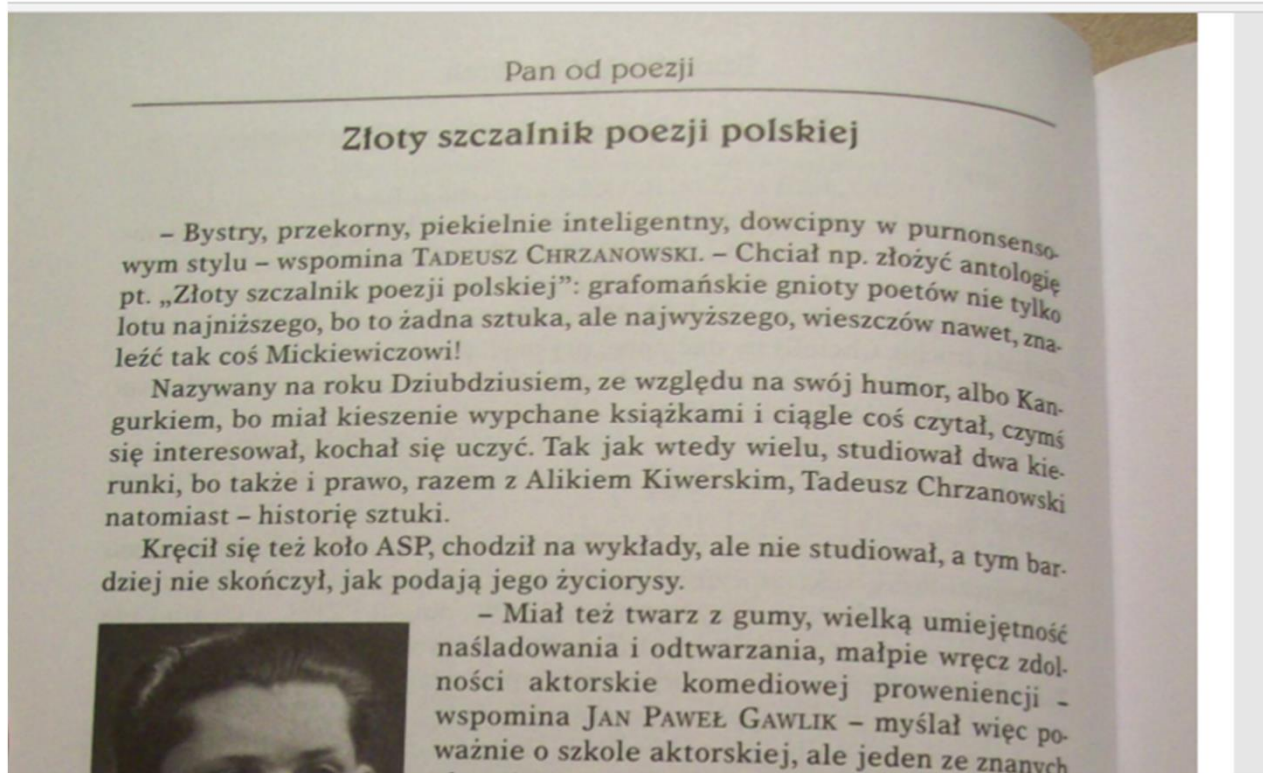 Pan od poezji
Złoty szczalnik poezji polskiej
– Bystry, przekorny, piekielnie inteligentny, dowcipny w purnonsenso-
wym stylu – wspomina TADEUSZ CHRZANOWSKI. – Chciał np. złożyć antologię
pt. „Złoty szczalnik poezji polskiej”: grafomańskie gnioty poetów nie tylko
lotu najniższego, bo to żadna sztuka, ale najwyższego, wieszczów nawet, zna-
leźć tak coś Mickiewiczowi!
Nazywany na roku Dziubdziusiem, ze względu na swój humor, albo Kan-
gurkiem, bo miał kieszenie wypchane książkami i ciągle coś czytał, czymś
się interesował, kochał się uczyć. Tak jak wtedy wielu, studiował dwa kie-
runki, bo także i prawo, razem z Alikiem Kiwerskim, Tadeusz Chrzanowski
natomiast – historię sztuki.
Kręcił się też koło ASP, chodził na wykłady, ale nie studiował, a tym bar-
dziej nie skończył, jak podają jego życiorysy.
– Miał też twarz z gumy, wielką umiejętność
naśladowania i odtwarzania, małpie wręcz zdol-
ności aktorskie komediowej proweniencji –
wspomina JAN PAWEŁ GAWLIK – myślał więc po-
ważnie o szkole aktorskiej, ale jeden ze znanych